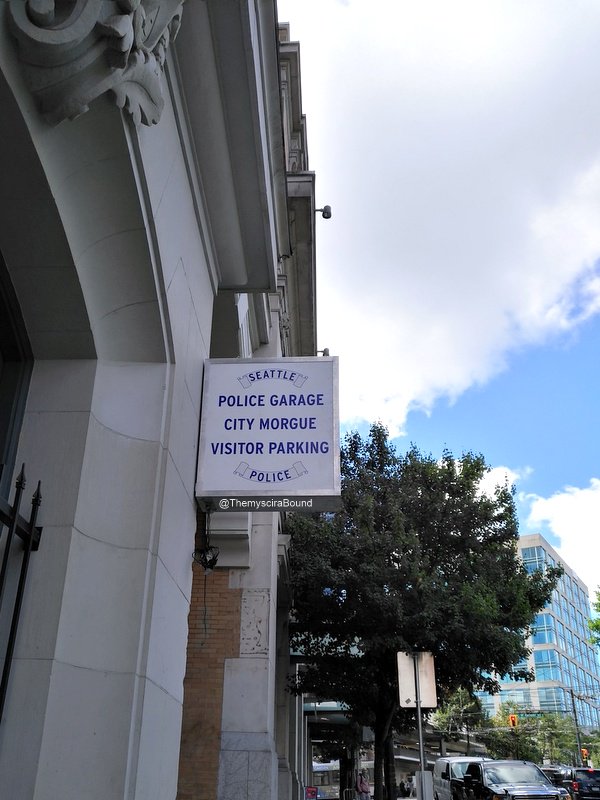 SEATTLE
POLICE GARAGE
CITY MORGUE
VISITOR PARKING
POLICE
@ThemysciraBound